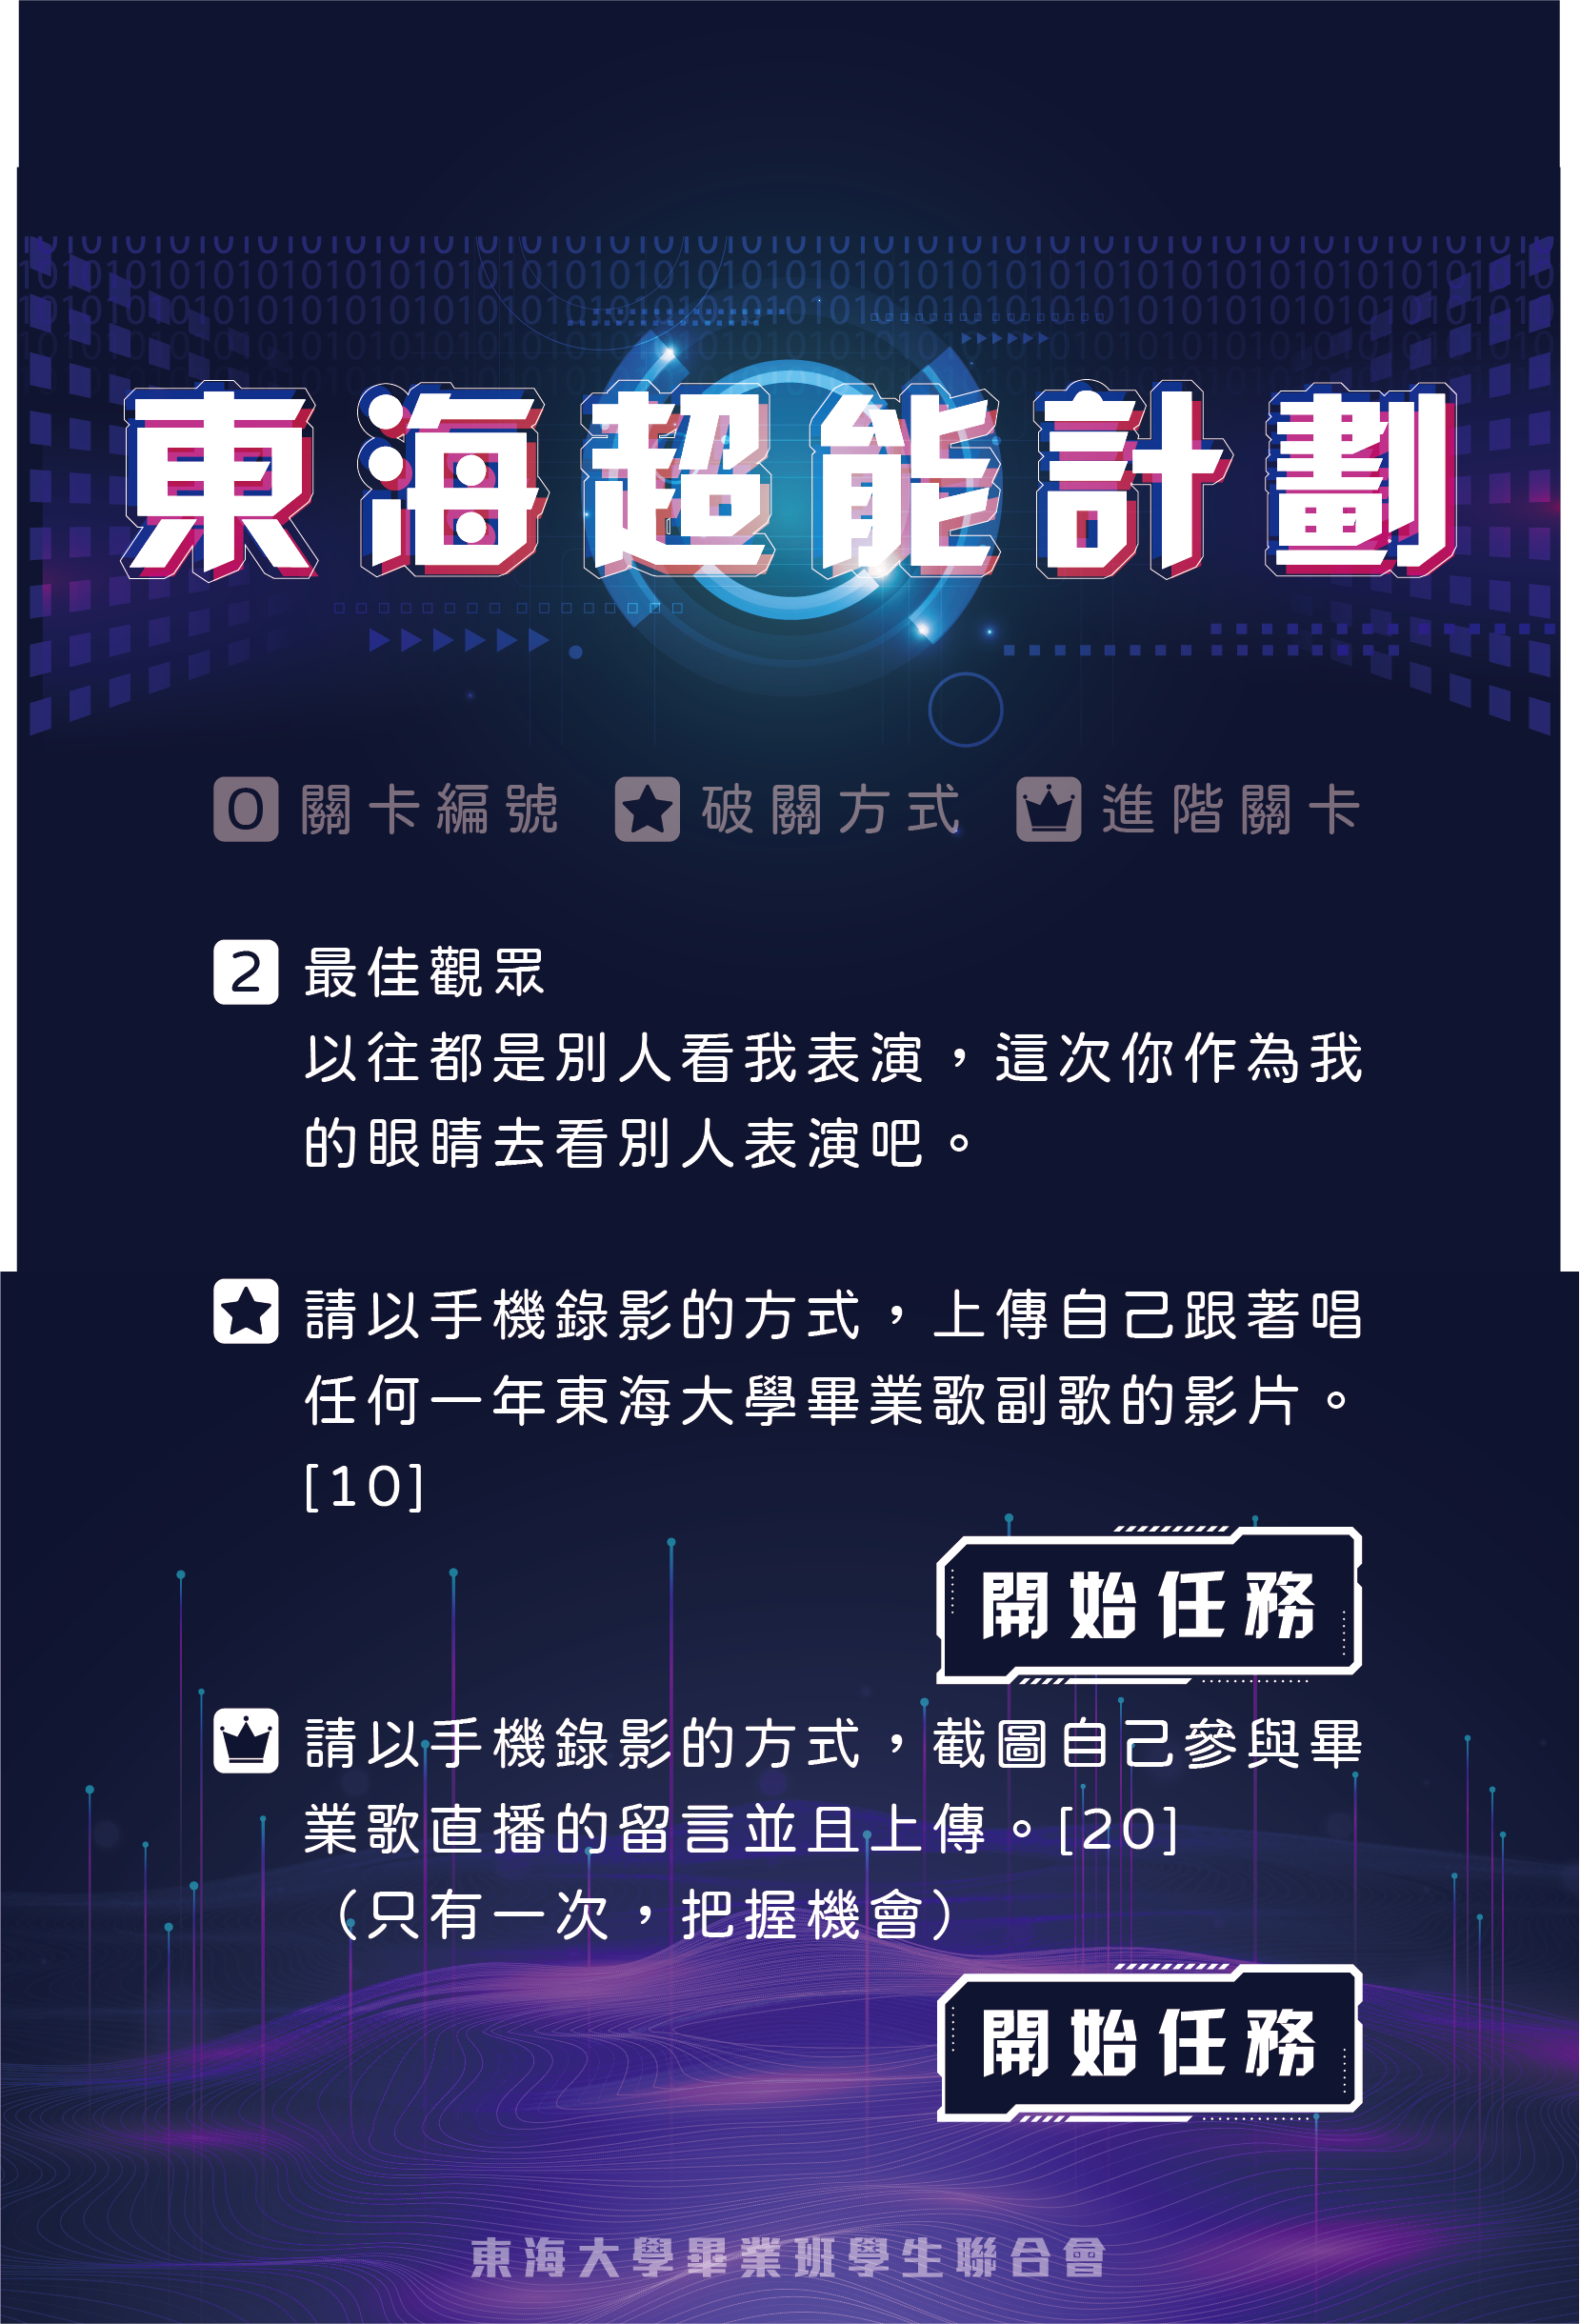 東海超能計劃
0 關卡編號 破關方式 進階關卡
2 最佳觀眾
以往都是別人看我表演，這次你作為我
的眼睛去看別人表演吧。
請以手機錄影的方式，上傳自己跟著唱
任何一年東海大學畢業歌副歌的影片。
[10]
開始任務
請以手機錄影的方式，截圖自己參與畢
業歌直播的留言並且上傳。[20]
（只有一次，把握機會）
開始任務
東海大學畢業班學生聯合會